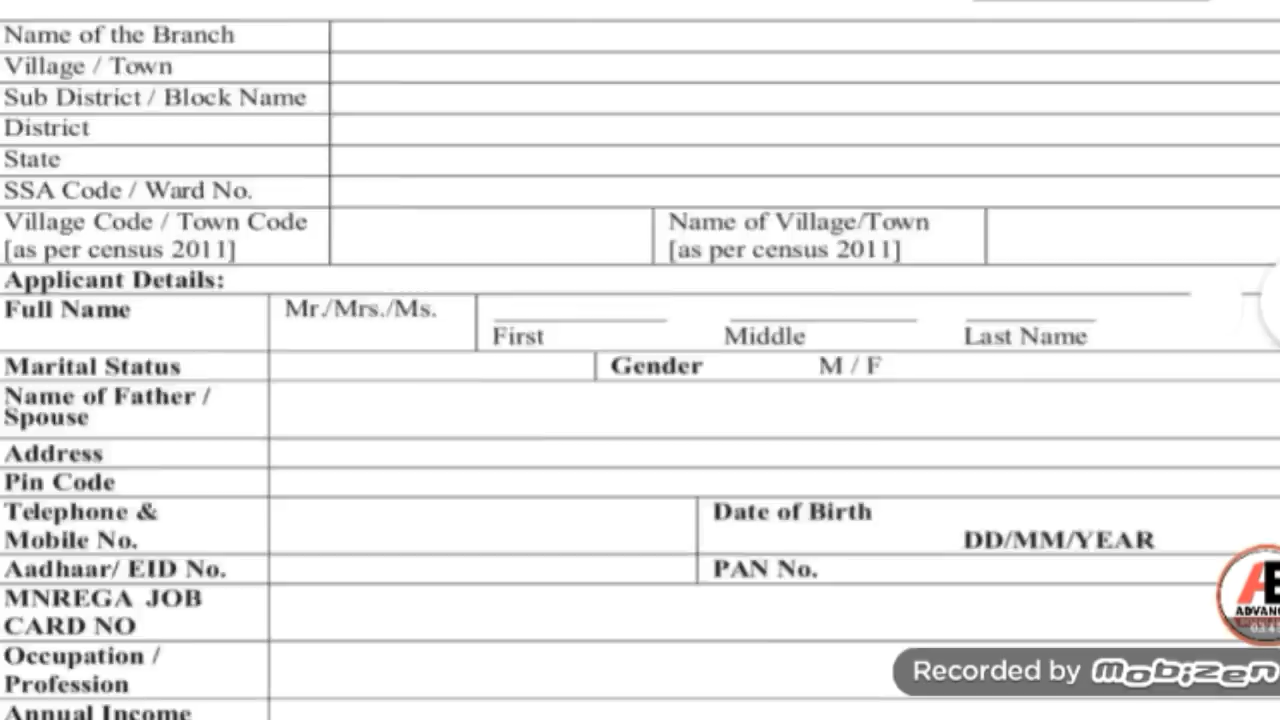 Name of the Branch
Village / Town
Sub District / Block Name
District
State
SSA Code / Ward No.
Village Code / Town Code Name of Village/Town
[as per census 2011] [as per census 2011]
Applicant Details:
Full Name Mr./Mrs./Ms.
First Middle Last Name
Marital Status Gender M / F
Name of Father /
Spouse
Address
Pin Code
Telephone & Date of Birth
Mobile No. DD/MM/YEAR
Aadhaar/ EID No. PAN No.
MNREGA JOB
CARD NO
Occupation /
Profession
Annual Income
Recorded by mobizen